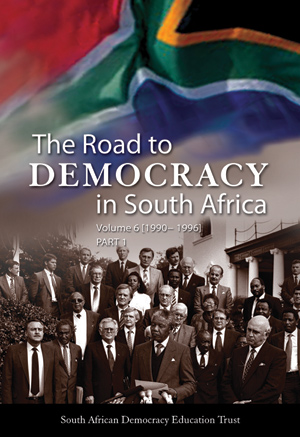 The Road to
DEMOCRACY
in South Africa
Volume 6 [1990– 1996]
PART 1
South African Democracy Education Trust